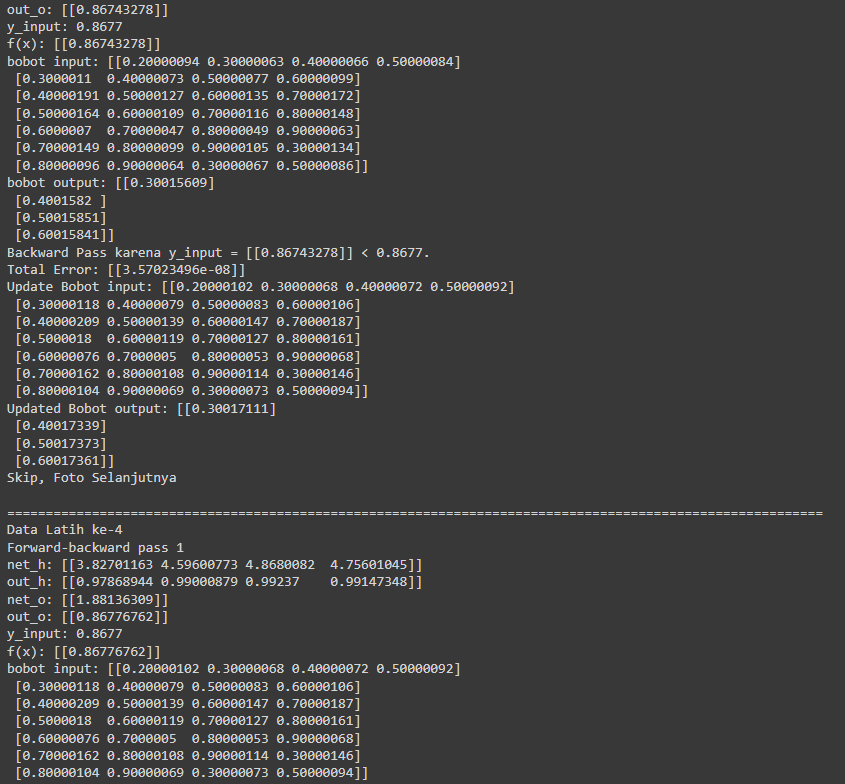 out_o: [[0.86743278]]
y_input: 0.8677
f(x): [[0.86743278]]
bobot input: [[0.20000094 0.30000063 0.40000066 0.50000084]
 [0.3000011  0.40000073 0.50000077 0.60000099]
 [0.40000191 0.50000127 0.60000135 0.70000172]
 [0.50000164 0.60000109 0.70000116 0.80000148]
 [0.6000007  0.70000047 0.80000049 0.90000063]
 [0.70000149 0.80000099 0.90000105 0.30000134]
 [0.80000096 0.90000064 0.30000067 0.50000086]]
bobot output: [[0.30015609]
 [0.4001582 ]
 [0.50015851]
 [0.60015841]]
Backward Pass karena y_input = [[0.86743278]] < 0.8677.
Total Error: [[3.57023496e-08]]
Update Bobot input: [[0.20000102 0.30000068 0.40000072 0.50000092]
 [0.30000118 0.40000079 0.50000083 0.60000106]
 [0.40000209 0.50000139 0.60000147 0.70000187]
 [0.5000018  0.60000119 0.70000127 0.80000161]
 [0.60000076 0.7000005  0.80000053 0.90000068]
 [0.70000162 0.80000108 0.90000114 0.30000146]
 [0.80000104 0.90000069 0.30000073 0.50000094]]
Updated Bobot output: [[0.30017111]
 [0.40017339]
 [0.50017373]
 [0.60017361]]
Skip, Foto Selanjutnya
==========================================================================================================
Data Latih ke-4
Forward-backward pass 1
net_h: [[3.82701163 4.59600773 4.8680082  4.75601045]]
out_h: [[0.97868944 0.99000879 0.99237    0.99147348]]
net_o: [[1.88136309]]
out_o: [[0.86776762]]
y_input: 0.8677
f(x): [[0.86776762]]
bobot input: [[0.20000102 0.30000068 0.40000072 0.50000092]
 [0.30000118 0.40000079 0.50000083 0.60000106]
 [0.40000209 0.50000139 0.60000147 0.70000187]
 [0.5000018  0.60000119 0.70000127 0.80000161]
 [0.60000076 0.7000005  0.80000053 0.90000068]
 [0.70000162 0.80000108 0.90000114 0.30000146]
 [0.80000104 0.90000069 0.30000073 0.50000094]]